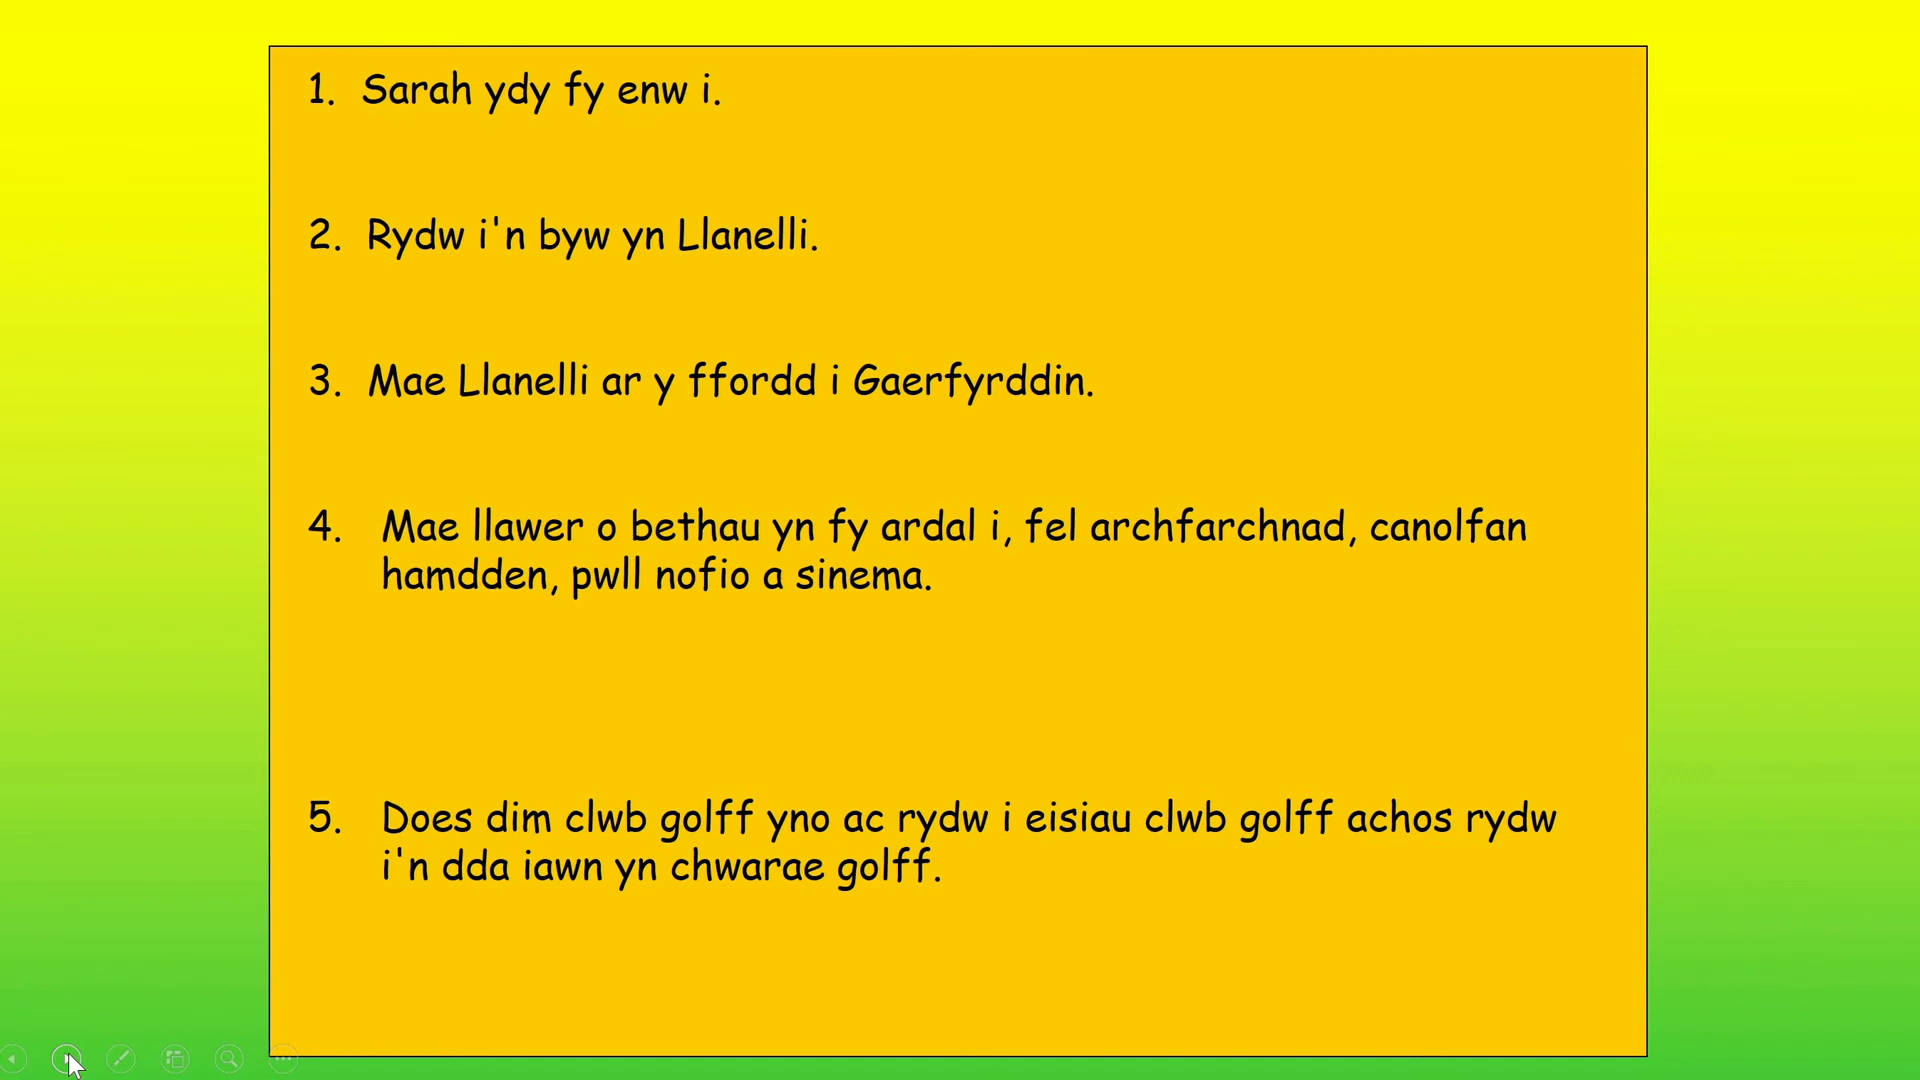 1. Sarah ydy fy enw i.
2. Rydw i'n byw yn Llanelli.
3. Mae Llanelli ar y ffordd i Gaerfyrddin.
4. Mae llawer o bethau yn fy ardal i, fel archfarchnad, canolfan
hamdden, pwll nofio a sinema.
5. Does dim clwb golff yno ac rydw i eisiau clwb golff achos rydw
i'n dda iawn yn chwarae golff.